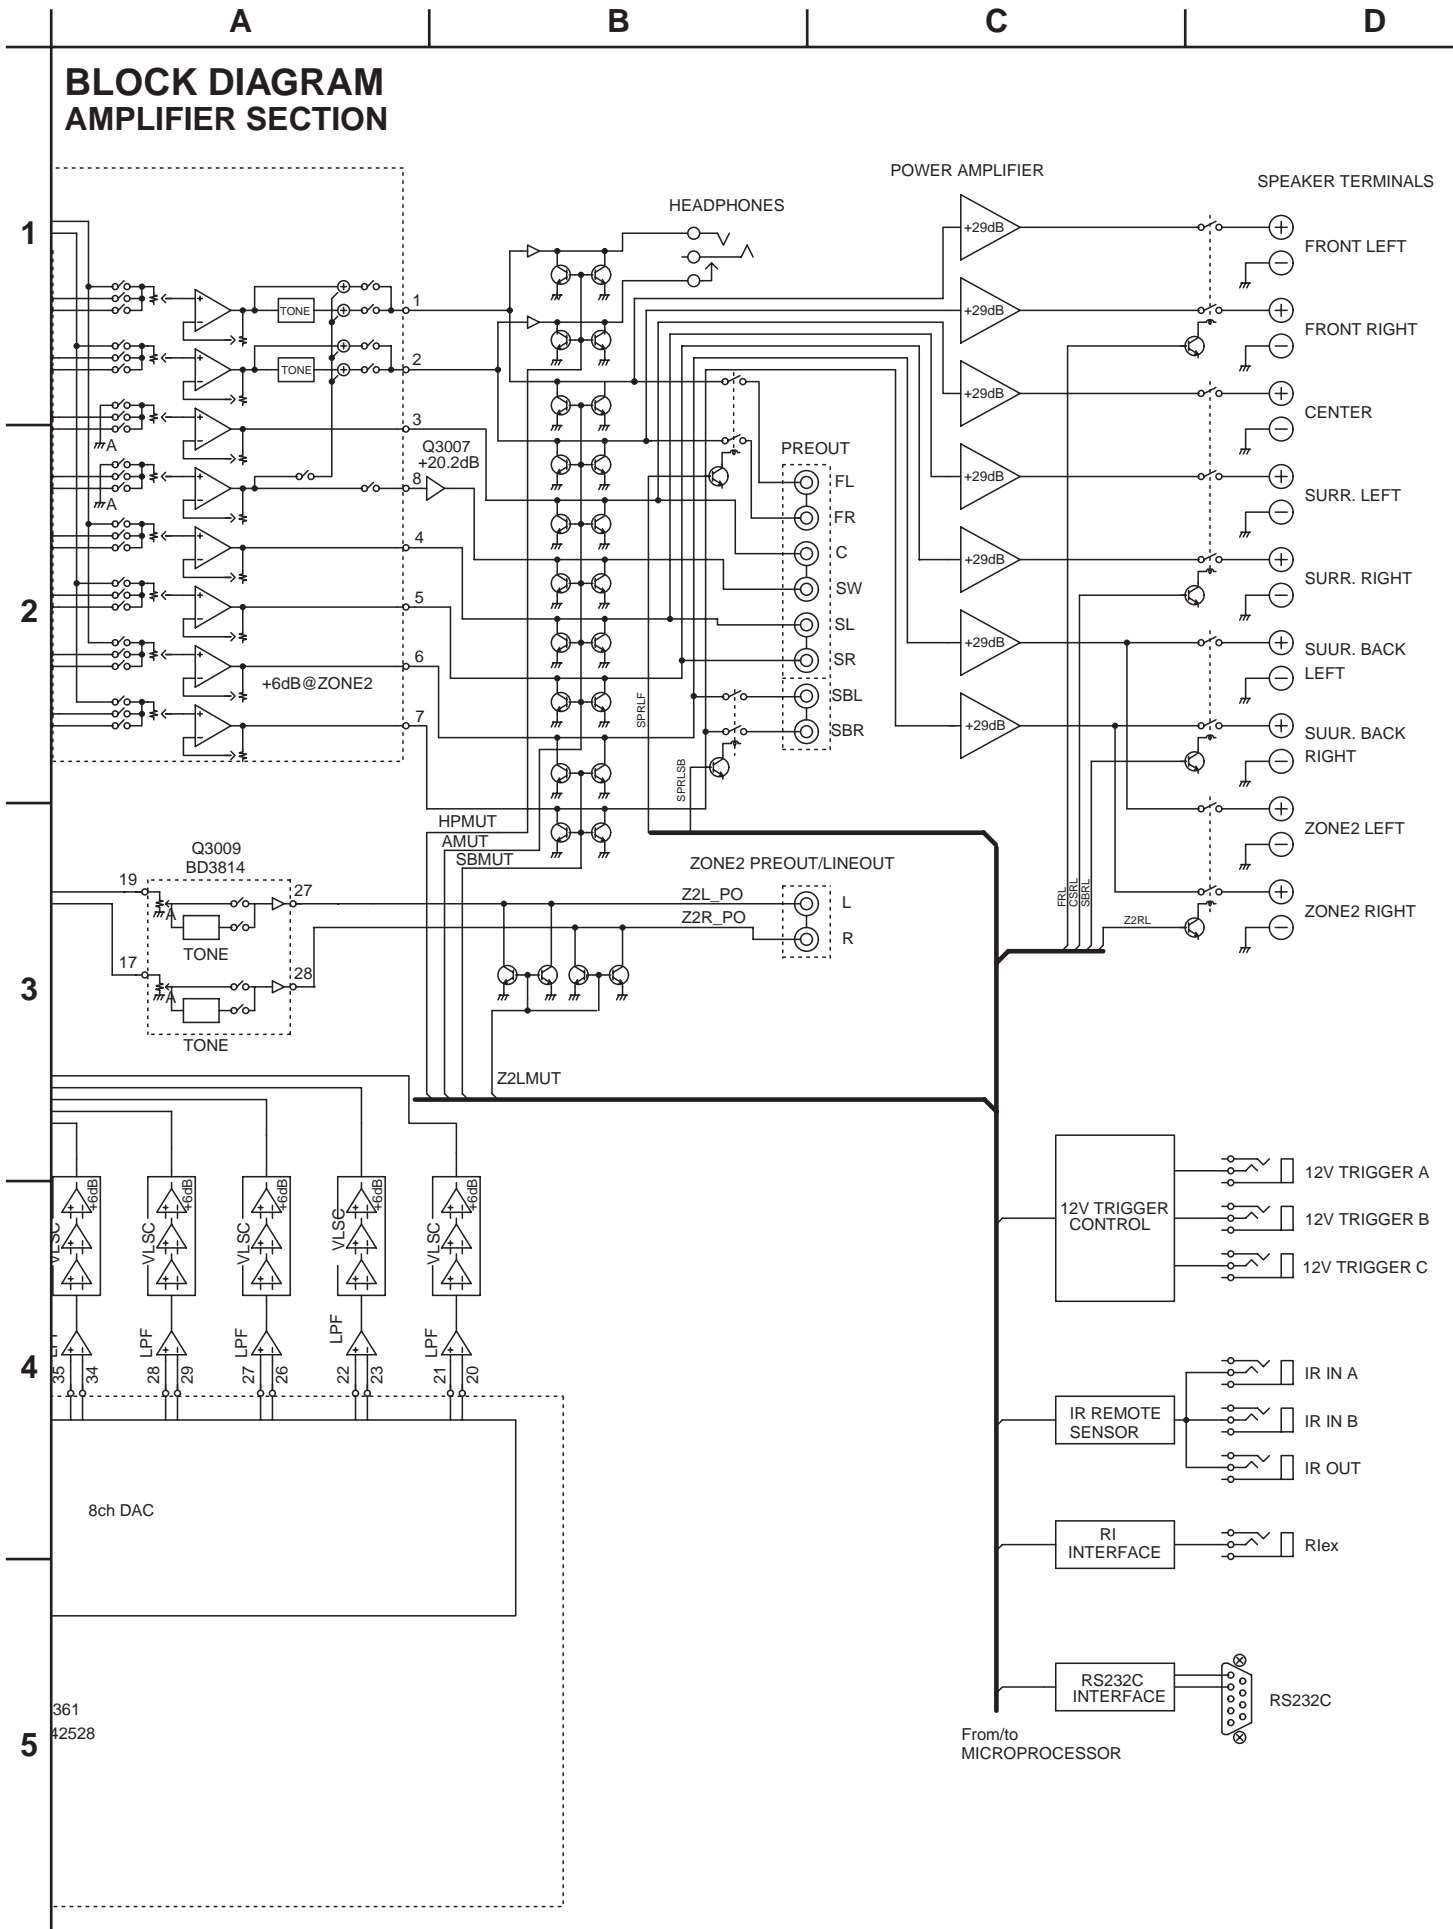 A B C D
BLOCK DIAGRAM
AMPLIFIER SECTION
POWER AMPLIFIER
SPEAKER TERMINALS
HEADPHONES
1
+29dB
FRONT LEFT
TONE
1
+29dB
FRONT RIGHT
TONE
2
+29dB
CENTER
3
A
Q3007
+20.2dB
PREOUT
8
FL
+29dB
SURR. LEFT
A
FR
4
C
+29dB
SURR. RIGHT
SW
2
5
SL
+29dB
SUUR. BACK
LEFT
6
SR
+6dB@ZONE2
SPRLF
SBL
7
SBR
+29dB
SUUR. BACK
RIGHT
SPRLSB
HPMUT
AMUT
SBMUT
ZONE2 LEFT
Q3009
BD3814
ZONE2 PREOUT/LINEOUT
19
27
Z2L_PO
L
FRL
CSRL
SBRL
A
TONE
Z2R_PO
R
Z2RL
ZONE2 RIGHT
17
28
3
A
TONE
Z2LMUT
+6dB
+6dB
+6dB
+6dB
+6dB
VLSC
VLSC
VLSC
VLSC
VLSC
12V TRIGGER
CONTROL
12V TRIGGER A
12V TRIGGER B
12V TRIGGER C
LPF
LPF
LPF
LPF
LPF
4
35 34 28 29 27 26 22 23 21 20
IR REMOTE
SENSOR
IR IN A
IR IN B
IR OUT
8ch DAC
RI
INTERFACE
RIex
RS232C
INTERFACE
RS232C
361
42528
5
From/to
MICROPROCESSOR